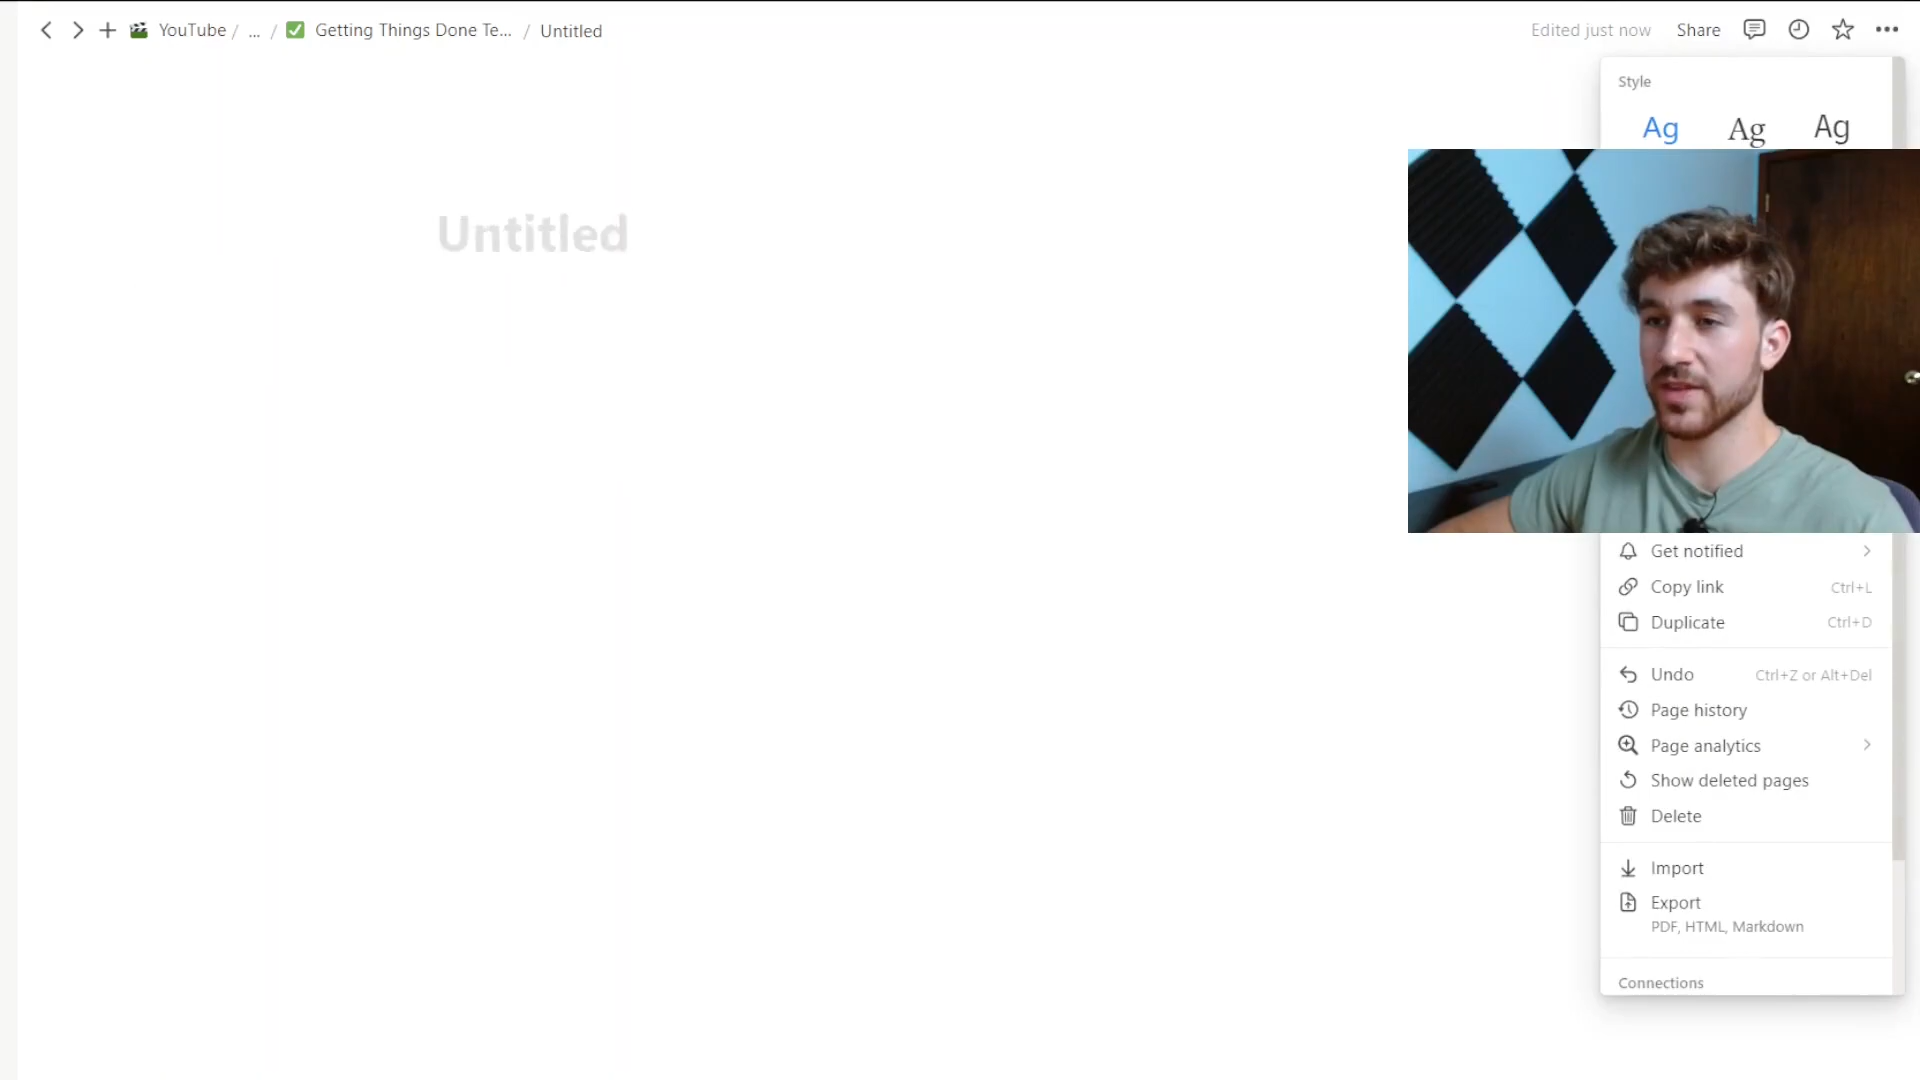 YouTube / ... / Getting Things Done Te... / Untitled
Edited just now Share
Style
Ag Ag Ag
Untitled
Get notified
Copy link Ctrl+L
Duplicate Ctrl+D
Undo Ctrl+Z or Alt+Del
Page history
Page analytics
Show deleted pages
Delete
Import
Export
PDF, HTML, Markdown
Connections